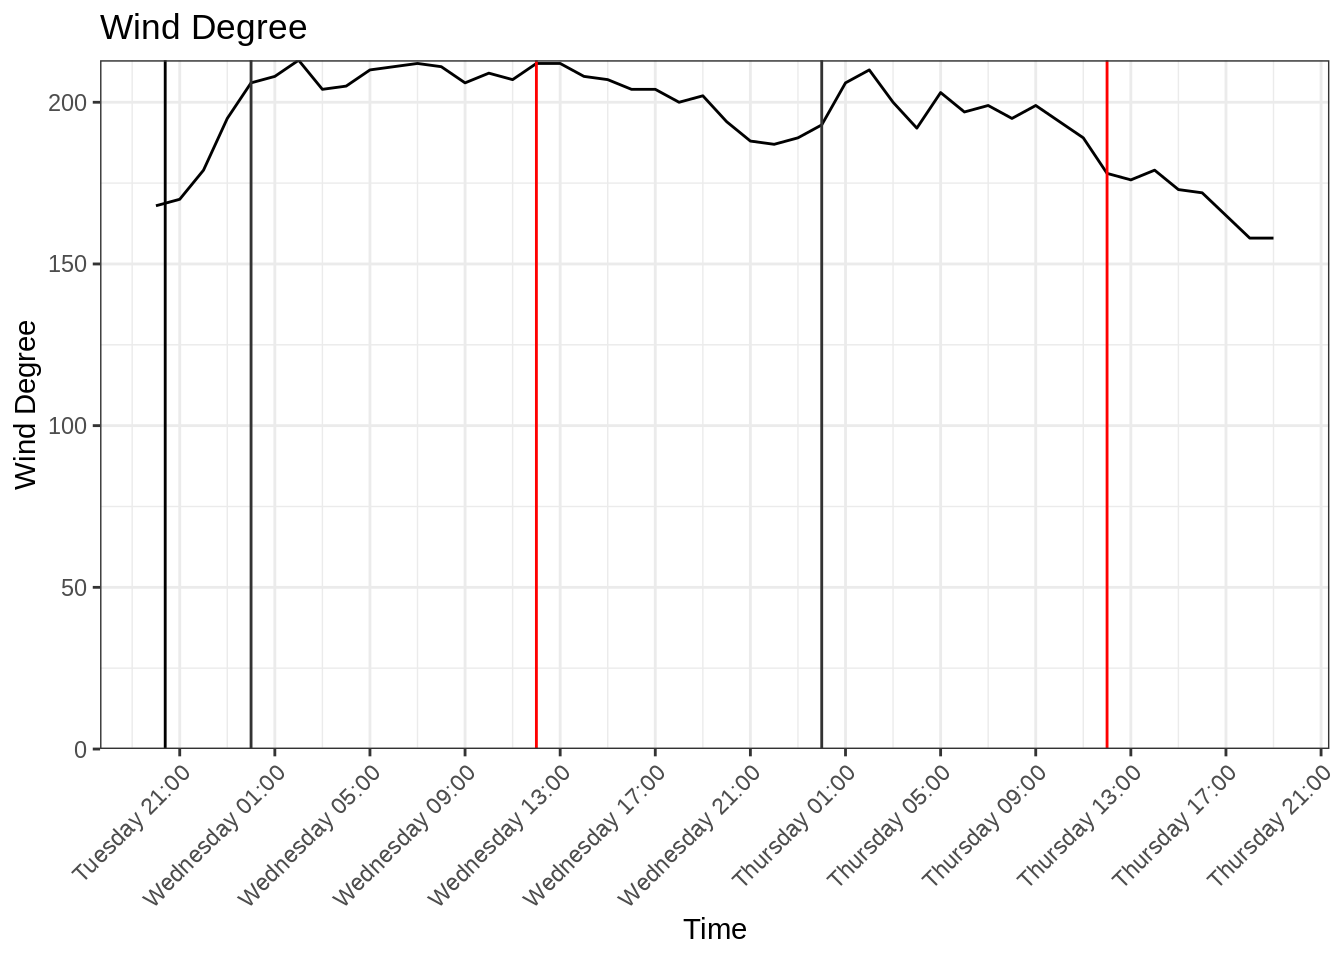 Wind Degree
Wind Degree
200
150
100
50
0
Tuesday 21:00
Wednesday 01:00
Wednesday 05:00
Wednesday 09:00
Wednesday 13:00
Wednesday 17:00
Wednesday 21:00
Thursday 01:00
Thursday 05:00
Thursday 09:00
Thursday 13:00
Thursday 17:00
Thursday 21:00
Time